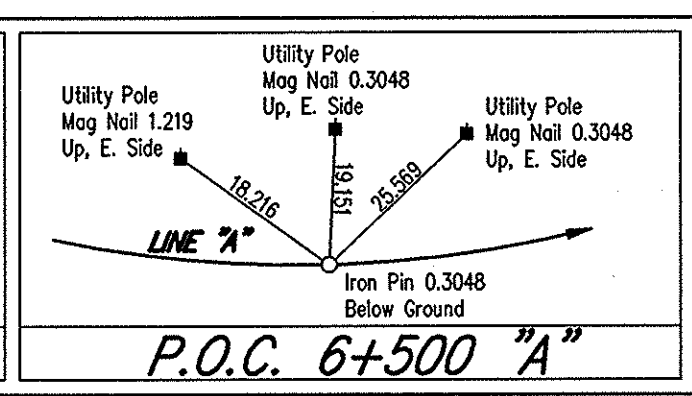 Utility Pole
Mag Nail 0.3048
Up, E. Side
Utility Pole
Mag Nail 1.219
Up, E. Side
Utility Pole
Mag Nail 0.3048
Up, E. Side
18.216
19.151
25.569
LINE "A"
Iron Pin 0.3048
Below Ground
P.O.C. 6+500 "A"